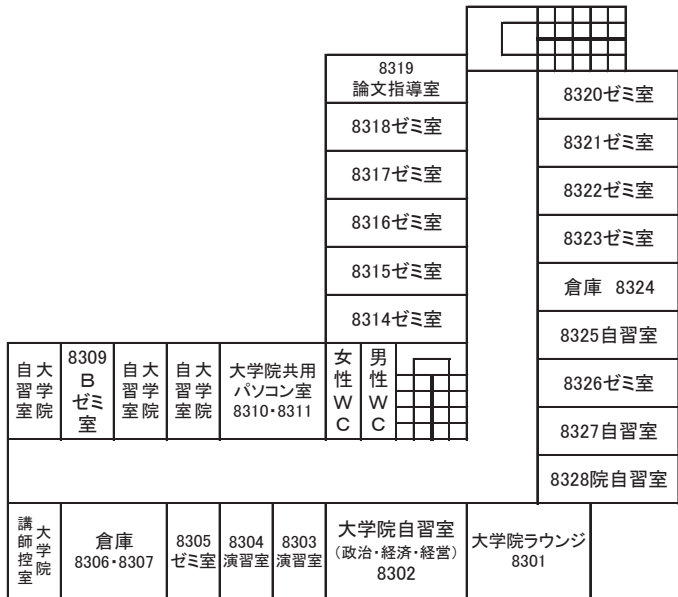 8319
論文指導室
8318ゼミ室
8317ゼミ室
8316ゼミ室
8315ゼミ室
8314ゼミ室
8320ゼミ室
8321ゼミ室
8322ゼミ室
8323ゼミ室
倉庫 8324
8325自習室
8326ゼミ室
8327自習室
8328院自習室
大学院
自習室
8309
B
ゼミ
室
大学院
自習室
大学院
自習室
大学院共用
パソコン室
8310・8311
女性WC
男性WC
大学院
講師控室
倉庫
8306・8307
8305
ゼミ室
8304
演習室
8303
演習室
大学院自習室
(政治・経済・経営)
8302
大学院ラウンジ
8301